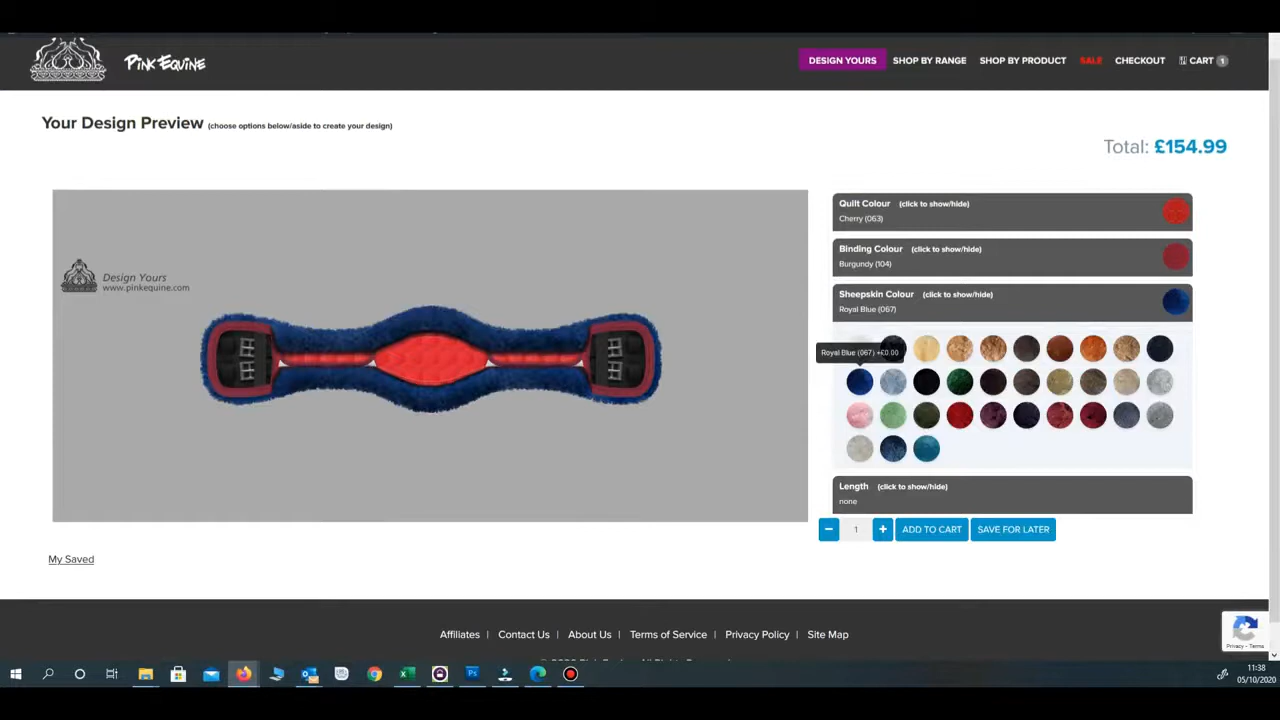 PINK EQUINE
DESIGN YOURS SHOP BY RANGE SHOP BY PRODUCT SALE CHECKOUT CART 1
Your Design Preview (choose options below/aside to create your design)
Total: £154.99
Design Yours
www.pinkequine.com
Quilt Colour (click to show/hide)
Cherry (063)
Binding Colour (click to show/hide)
Burgundy (104)
Sheepskin Colour (click to show/hide)
Royal Blue (067)
Royal Blue (067) +£0.00
Length (click to show/hide)
none
1 ADD TO CART SAVE FOR LATER
My Saved
Affiliates | Contact Us | About Us | Terms of Service | Privacy Policy | Site Map
Privacy - Terms
11:38
05/10/2020